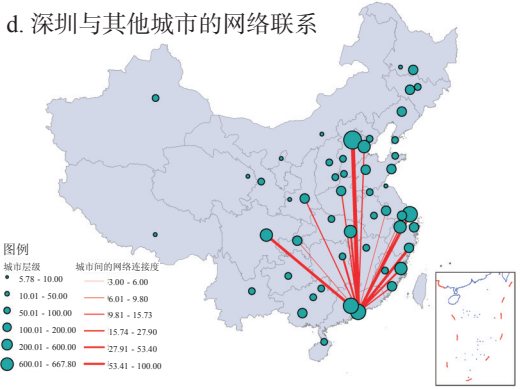 d. 深圳与其他城市的网络联系
图例
城市层级 城市间的网络连接度
5.78 - 10.00 3.00 - 6.00
10.01 - 50.00 6.01 - 9.80
50.01 - 100.00 9.81 - 15.73
100.01 - 200.00 15.74 - 27.90
200.01 - 600.00 27.91 - 53.40
600.01 - 667.80 53.41 - 100.00